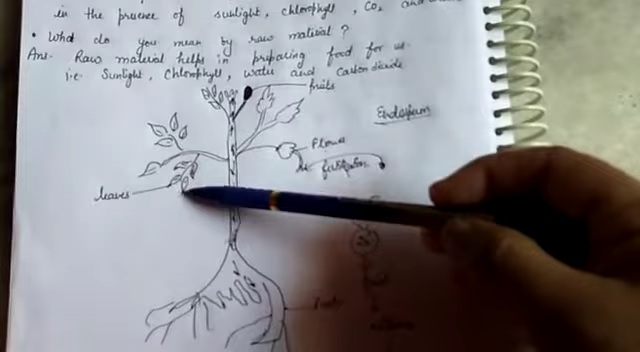 in the presence of sunlight, chlorophyll, CO2 and
• What do you mean by raw material?
Ans- Raw material helps in preparing food for us
i.e. Sunlight, Chlorophyll, water and Carbon dioxide
fruits
Endosperm
Flower
leaves